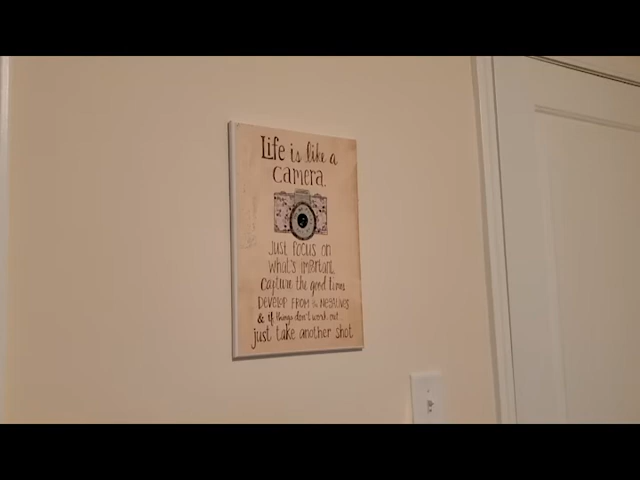 Life is like a
camera.
Just focus on
what's important,
Capture the good times
DEVELOP FROM the NEGATIVES
& if things don't work out...
just take another shot